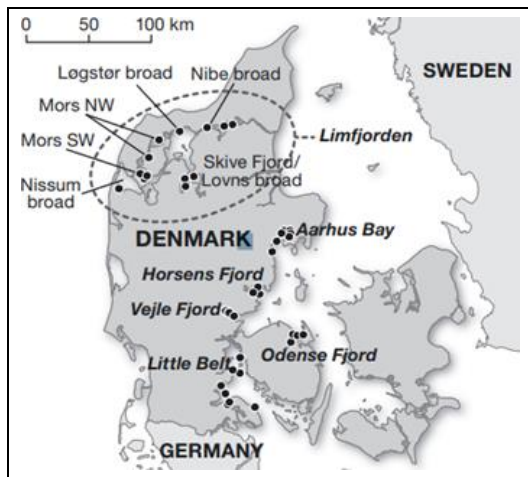 0 50 100 km
Løgstør broad
Nibe broad
SWEDEN
Mors NW
Mors SW
Limfjorden
Nissum
broad
Skive Fjord/
Lovns broad
DENMARK
Aarhus Bay
Horsens Fjord
Vejle Fjord
Little Belt
Odense Fjord
GERMANY